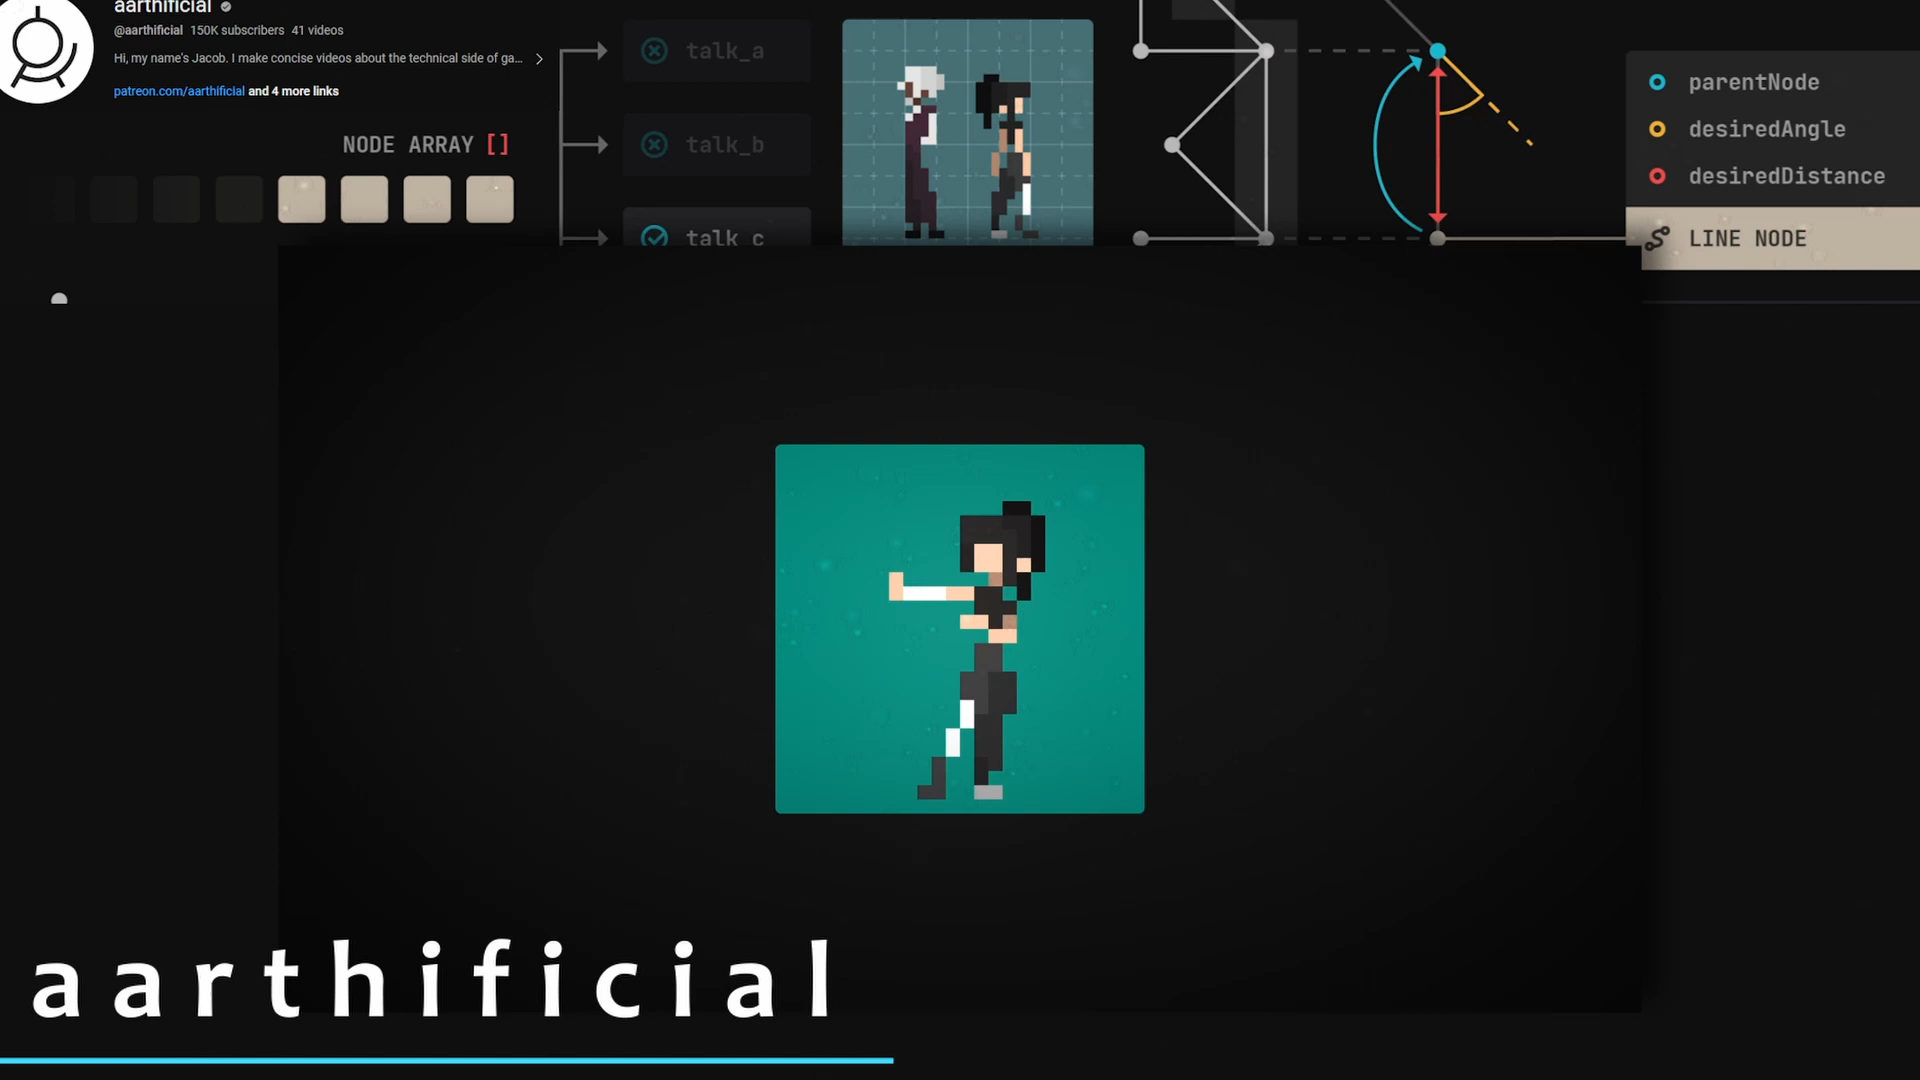 aarthificial
@aarthificial 150K subscribers 41 videos
Hi, my name's Jacob. I make concise videos about the technical side of ga...
patreon.com/aarthificial and 4 more links
NODE ARRAY []
talk_a
talk_b
talk_c
parentNode
desiredAngle
desiredDistance
LINE NODE
aarthificial